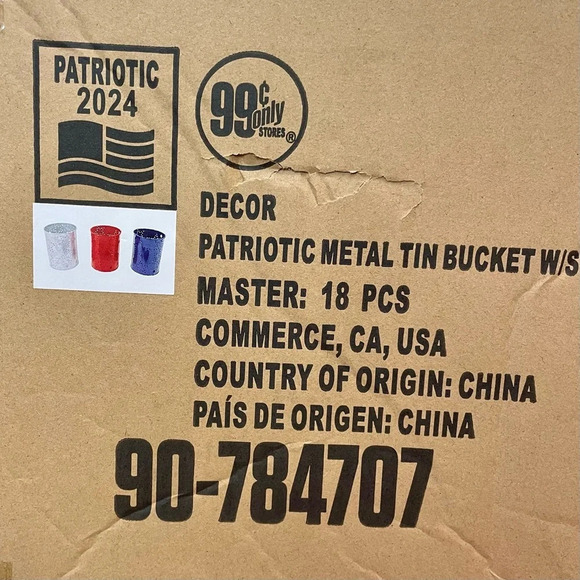 PATRIOTIC
2024
99¢
only
STORES®
DECOR
PATRIOTIC METAL TIN BUCKET W/S
MASTER: 18 PCS
COMMERCE, CA, USA
COUNTRY OF ORIGIN: CHINA
PAÍS DE ORIGEN: CHINA
90-784707